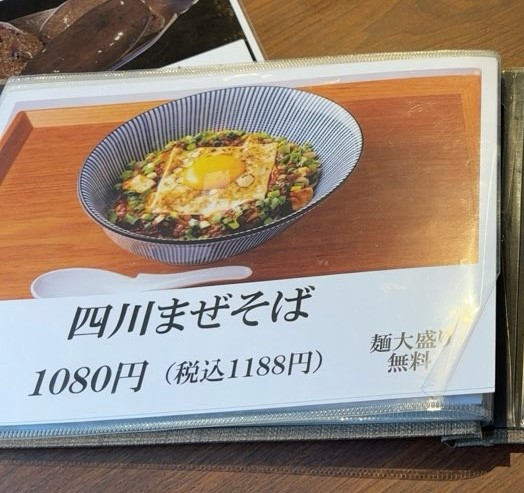 四川まぜそば
1080円 (税込1188円)
麺大盛り
無料